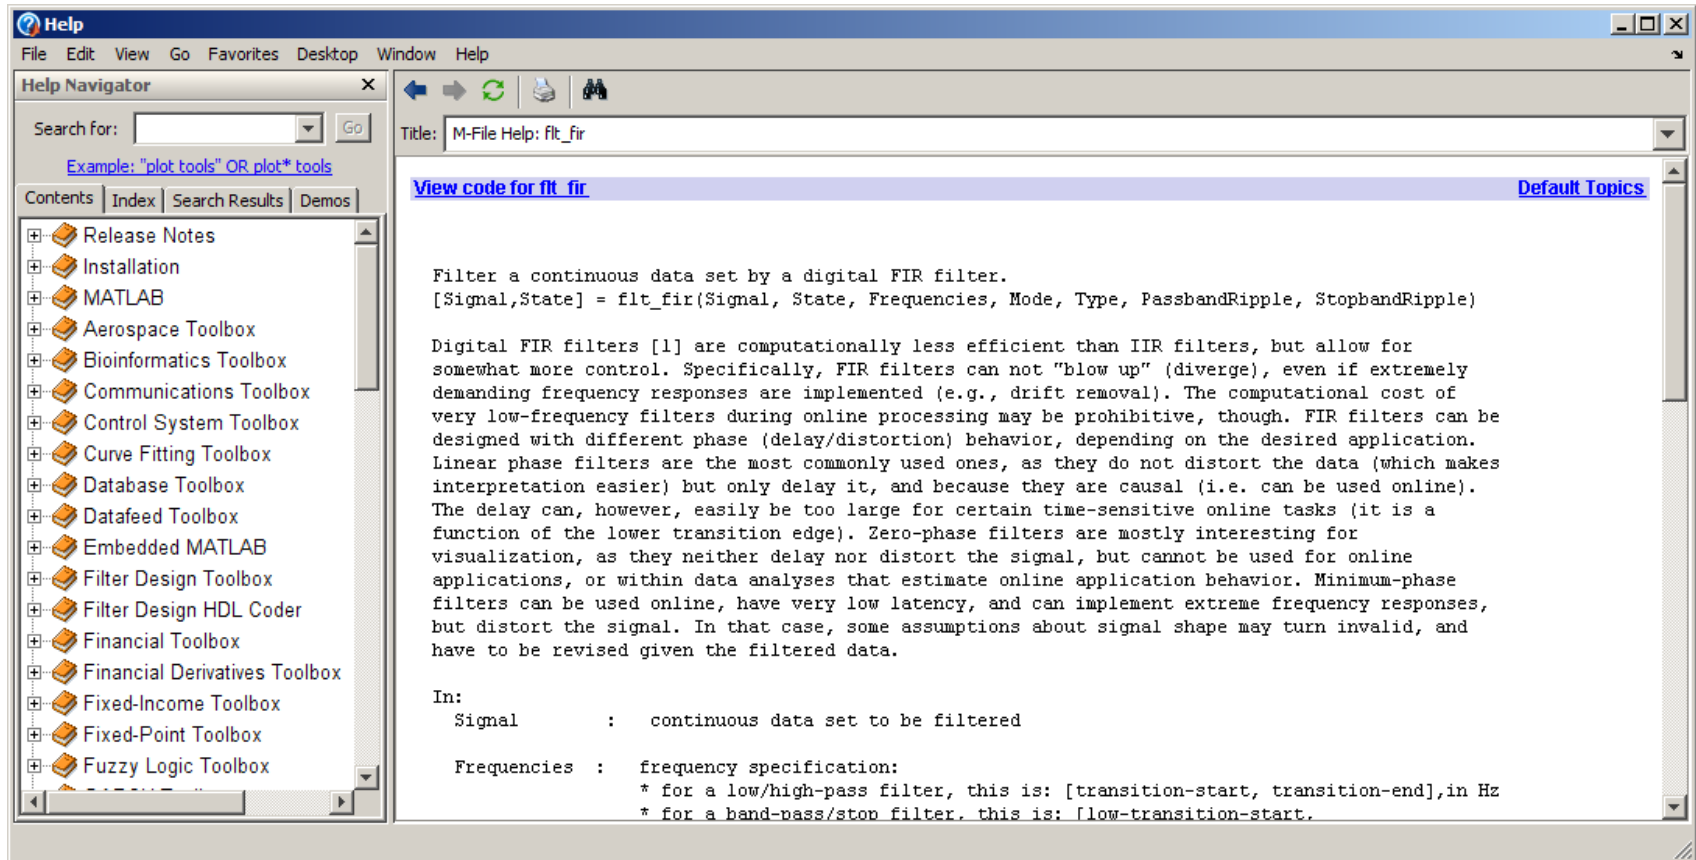 Help
File Edit View Go Favorites Desktop Window Help
Help Navigator
Search for: Go
Example: "plot tools" OR plot* tools
Contents Index Search Results Demos
Release Notes
Installation
MATLAB
Aerospace Toolbox
Bioinformatics Toolbox
Communications Toolbox
Control System Toolbox
Curve Fitting Toolbox
Database Toolbox
Datafeed Toolbox
Embedded MATLAB
Filter Design Toolbox
Filter Design HDL Coder
Financial Toolbox
Financial Derivatives Toolbox
Fixed-Income Toolbox
Fixed-Point Toolbox
Fuzzy Logic Toolbox
Title: M-File Help: flt_fir
View code for flt_fir Default Topics
Filter a continuous data set by a digital FIR filter.
[Signal,State] = flt_fir(Signal, State, Frequencies, Mode, Type, PassbandRipple, StopbandRipple)
Digital FIR filters [1] are computationally less efficient than IIR filters, but allow for
somewhat more control. Specifically, FIR filters can not "blow up" (diverge), even if extremely
demanding frequency responses are implemented (e.g., drift removal). The computational cost of
very low-frequency filters during online processing may be prohibitive, though. FIR filters can be
designed with different phase (delay/distortion) behavior, depending on the desired application.
Linear phase filters are the most commonly used ones, as they do not distort the data (which makes
interpretation easier) but only delay it, and because they are causal (i.e. can be used online).
The delay can, however, easily be too large for certain time-sensitive online tasks (it is a
function of the lower transition edge). Zero-phase filters are mostly interesting for
visualization, as they neither delay nor distort the signal, but cannot be used for online
applications, or within data analyses that estimate online application behavior. Minimum-phase
filters can be used online, have very low latency, and can implement extreme frequency responses,
but distort the signal. In that case, some assumptions about signal shape may turn invalid, and
have to be revised given the filtered data.
In:
Signal : continuous data set to be filtered
Frequencies : frequency specification:
* for a low/high-pass filter, this is: [transition-start, transition-end],in Hz
* for a band-pass/stop filter, this is: [low-transition-start,